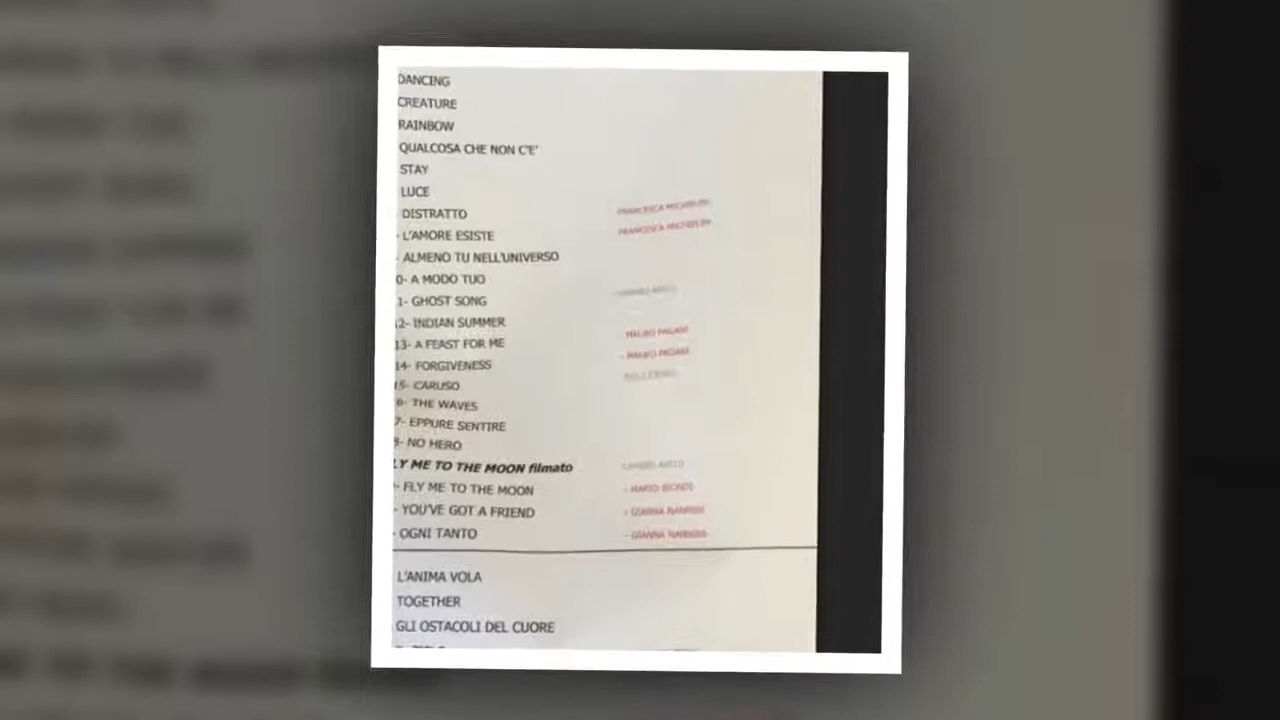 DANCING
CREATURE
RAINBOW
QUALCOSA CHE NON C'E'
STAY
LUCE
DISTRATTO FRANCESCA MICHIELIN
- L'AMORE ESISTE FRANCESCA MICHIELIN
- ALMENO TU NELL'UNIVERSO
0- A MODO TUO
1- GHOST SONG
12- INDIAN SUMMER - MAURO PAGANI
13- A FEAST FOR ME - MAURO PAGANI
14- FORGIVENESS
15- CARUSO
6- THE WAVES
7- EPPURE SENTIRE
8- NO HERO
LY ME TO THE MOON filmato
- FLY ME TO THE MOON - MARIO BIONDI
- YOU'VE GOT A FRIEND - GIANNA NANNINI
- OGNI TANTO - GIANNA NANNINI
L'ANIMA VOLA
TOGETHER
GLI OSTACOLI DEL CUORE